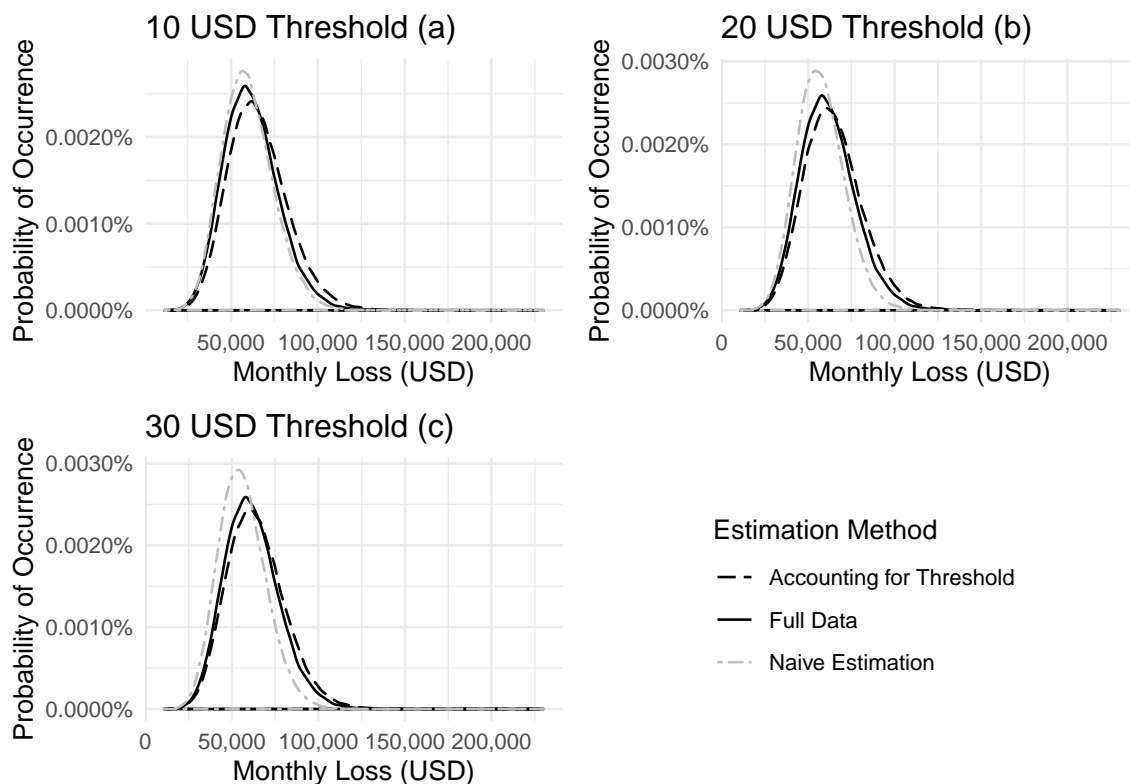 10 USD Threshold (a)
Probability of Occurrence
0.0020%
0.0010%
0.0000%
50,000 100,000 150,000 200,000
Monthly Loss (USD)
20 USD Threshold (b)
Probability of Occurrence
0.0030%
0.0020%
0.0010%
0.0000%
0 50,000 100,000 150,000 200,000
Monthly Loss (USD)
30 USD Threshold (c)
Probability of Occurrence
0.0030%
0.0020%
0.0010%
0.0000%
0 50,000 100,000 150,000 200,000
Monthly Loss (USD)
Estimation Method
Accounting for Threshold
Full Data
Naive Estimation